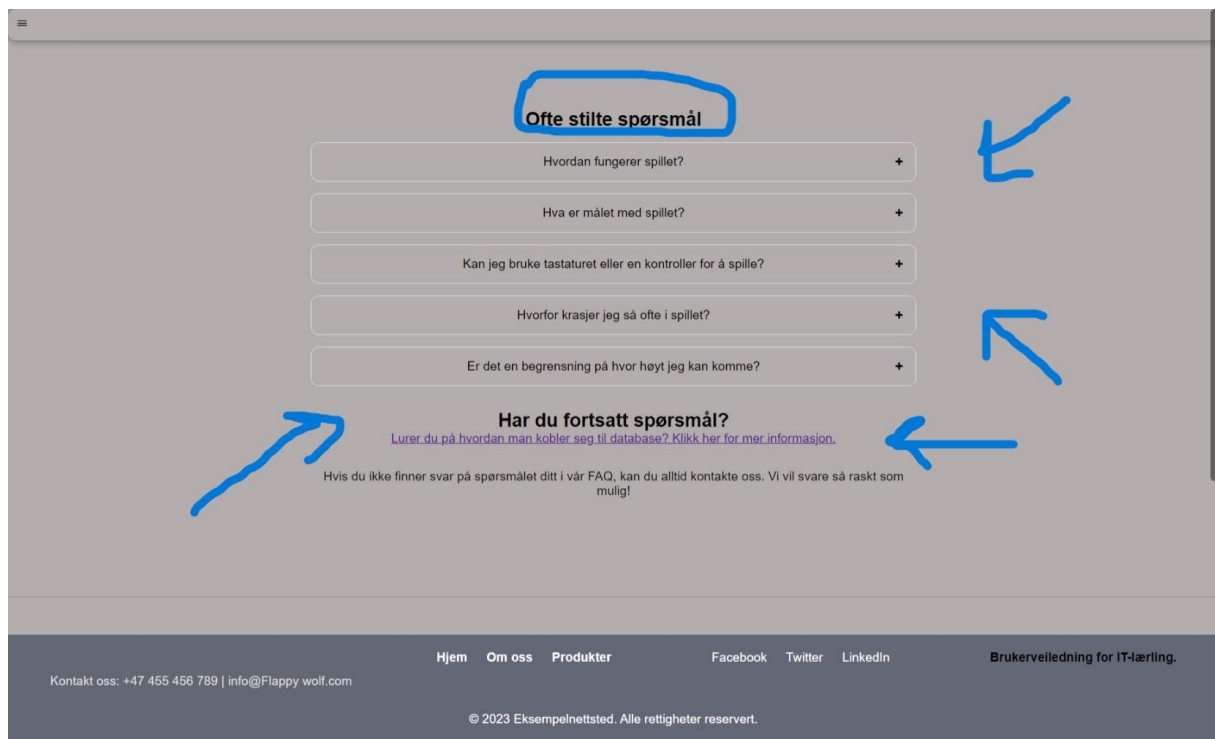 Ofte stilte spørsmål
Hvordan fungerer spillet? +
Hva er målet med spillet? +
Kan jeg bruke tastaturet eller en kontroller for å spille? +
Hvorfor krasjer jeg så ofte i spillet? +
Er det en begrensning på hvor høyt jeg kan komme? +
Har du fortsatt spørsmål?
Lurer du på hvordan man kobler seg til database? Klikk her for mer informasjon.
Hvis du ikke finner svar på spørsmålet ditt i vår FAQ, kan du alltid kontakte oss. Vi vil svare så raskt som
mulig!
Hjem Om oss Produkter Facebook Twitter LinkedIn Brukerveiledning for IT-lærling.
Kontakt oss: +47 455 456 789 | info@Flappy wolf.com
© 2023 Eksempelnettsted. Alle rettigheter reservert.